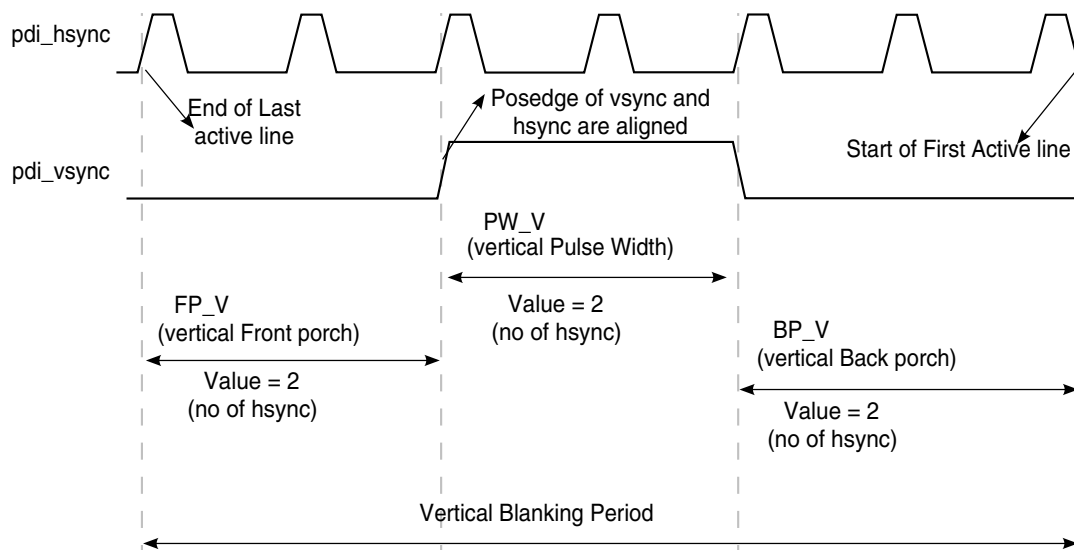 pdi_hsync
End of Last
active line
Posedge of vsync and
hsync are aligned
Start of First Active line
pdi_vsync
PW_V
(vertical Pulse Width)
Value = 2
(no of hsync)
FP_V
(vertical Front porch)
Value = 2
(no of hsync)
BP_V
(vertical Back porch)
Value = 2
(no of hsync)
Vertical Blanking Period